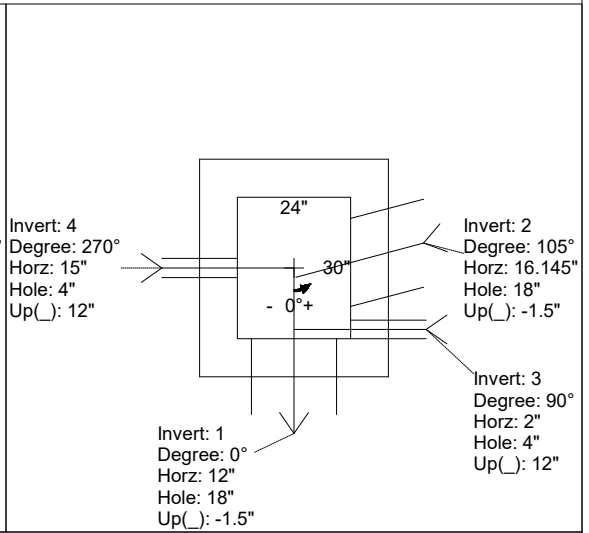 24"
30"
- 0°+
Invert: 4
Degree: 270°
Horz: 15"
Hole: 4"
Up(_): 12"
Invert: 2
Degree: 105°
Horz: 16.145"
Hole: 18"
Up(_): -1.5"
Invert: 3
Degree: 90°
Horz: 2"
Hole: 4"
Up(_): 12"
Invert: 1
Degree: 0°
Horz: 12"
Hole: 18"
Up(_): -1.5"